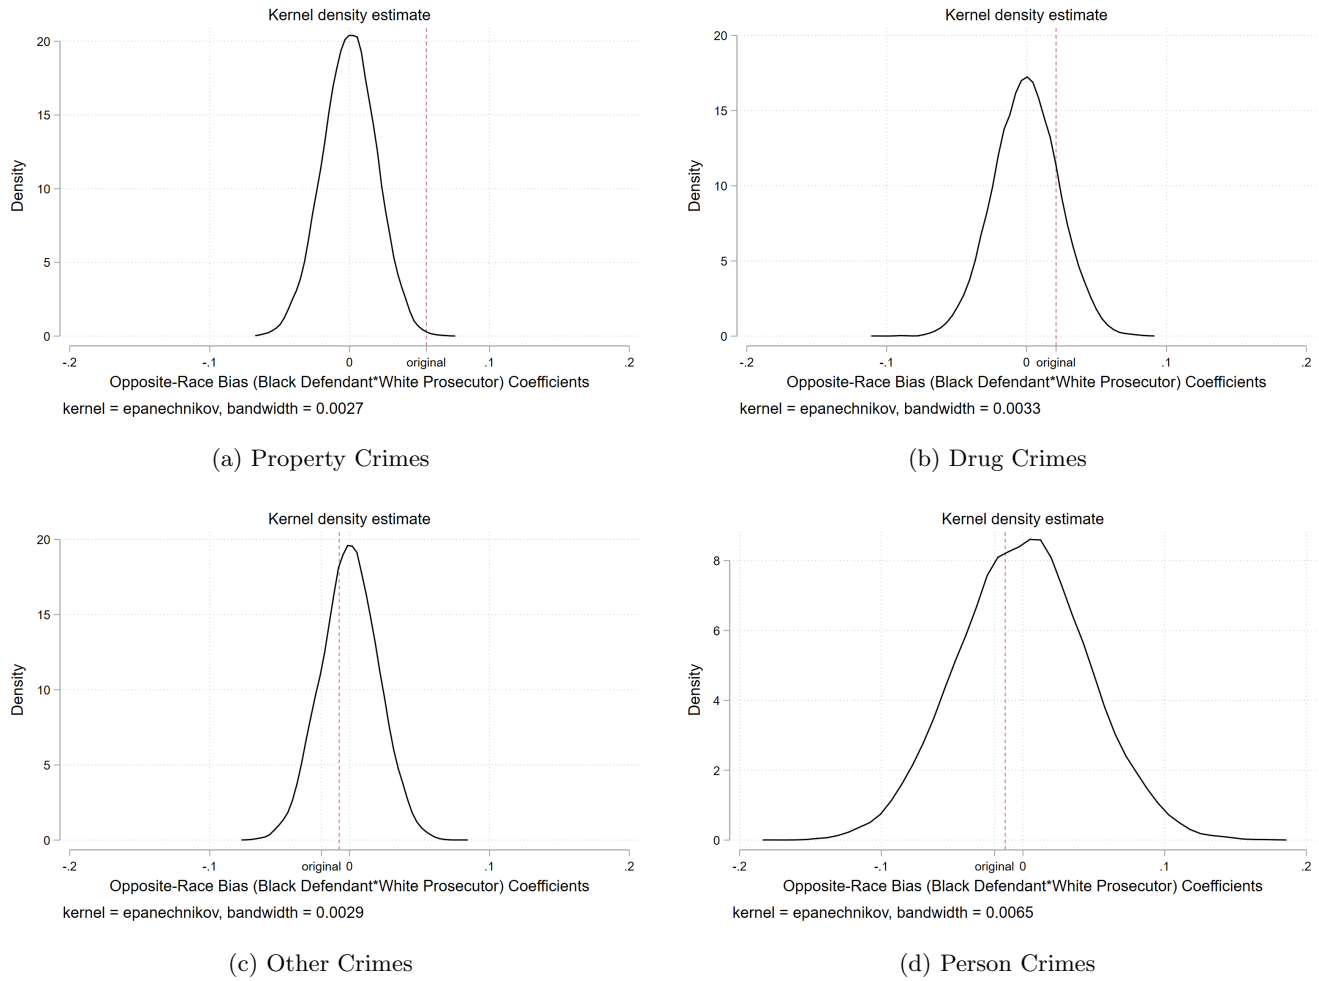 Kernel density estimate
20
15
10
5
0
Density
-.2 -.1 0 original .1 .2
Opposite-Race Bias (Black Defendant*White Prosecutor) Coefficients
kernel = epanechnikov, bandwidth = 0.0027
(a) Property Crimes
Kernel density estimate
20
15
10
5
0
Density
-.2 -.1 0 original .1 .2
Opposite-Race Bias (Black Defendant*White Prosecutor) Coefficients
kernel = epanechnikov, bandwidth = 0.0033
(b) Drug Crimes
Kernel density estimate
20
15
10
5
0
Density
-.2 -.1 original 0 .1 .2
Opposite-Race Bias (Black Defendant*White Prosecutor) Coefficients
kernel = epanechnikov, bandwidth = 0.0029
(c) Other Crimes
Kernel density estimate
8
6
4
2
0
Density
-.2 -.1 original 0 .1 .2
Opposite-Race Bias (Black Defendant*White Prosecutor) Coefficients
kernel = epanechnikov, bandwidth = 0.0065
(d) Person Crimes